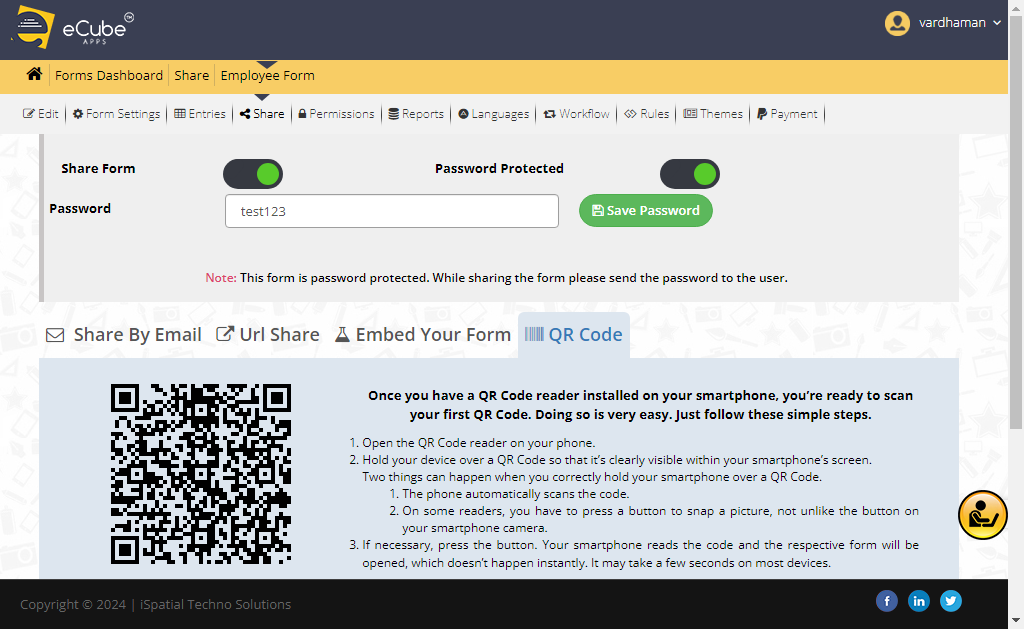 eCube TM
APPS
vardhaman
Forms Dashboard Share Employee Form
Edit Form Settings Entries Share Permissions Reports Languages Workflow Rules Themes Payment
Share Form Password Protected
Password test123 Save Password
Note: This form is password protected. While sharing the form please send the password to the user.
Share By Email Url Share Embed Your Form QR Code
Once you have a QR Code reader installed on your smartphone, you’re ready to scan
your first QR Code. Doing so is very easy. Just follow these simple steps.
1. Open the QR Code reader on your phone.
2. Hold your device over a QR Code so that it’s clearly visible within your smartphone’s screen.
Two things can happen when you correctly hold your smartphone over a QR Code.
1. The phone automatically scans the code.
2. On some readers, you have to press a button to snap a picture, not unlike the button on
your smartphone camera.
3. If necessary, press the button. Your smartphone reads the code and the respective form will be
opened, which doesn’t happen instantly. It may take a few seconds on most devices.
Copyright © 2024 | iSpatial Techno Solutions